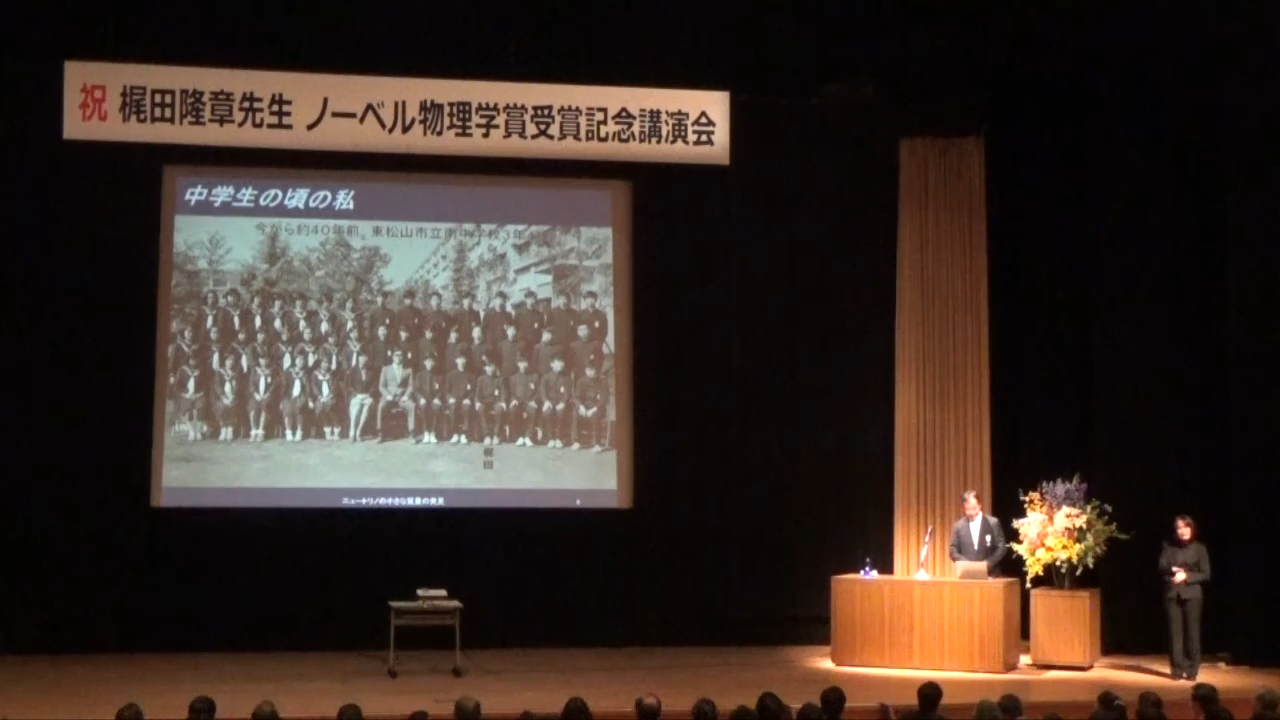 祝 梶田隆章先生 ノーベル物理学賞受賞記念講演会
中学生の頃の私
今から約40年前。東松山市立南中学校3年
梶田
ニュートリノの小さな質量の発見